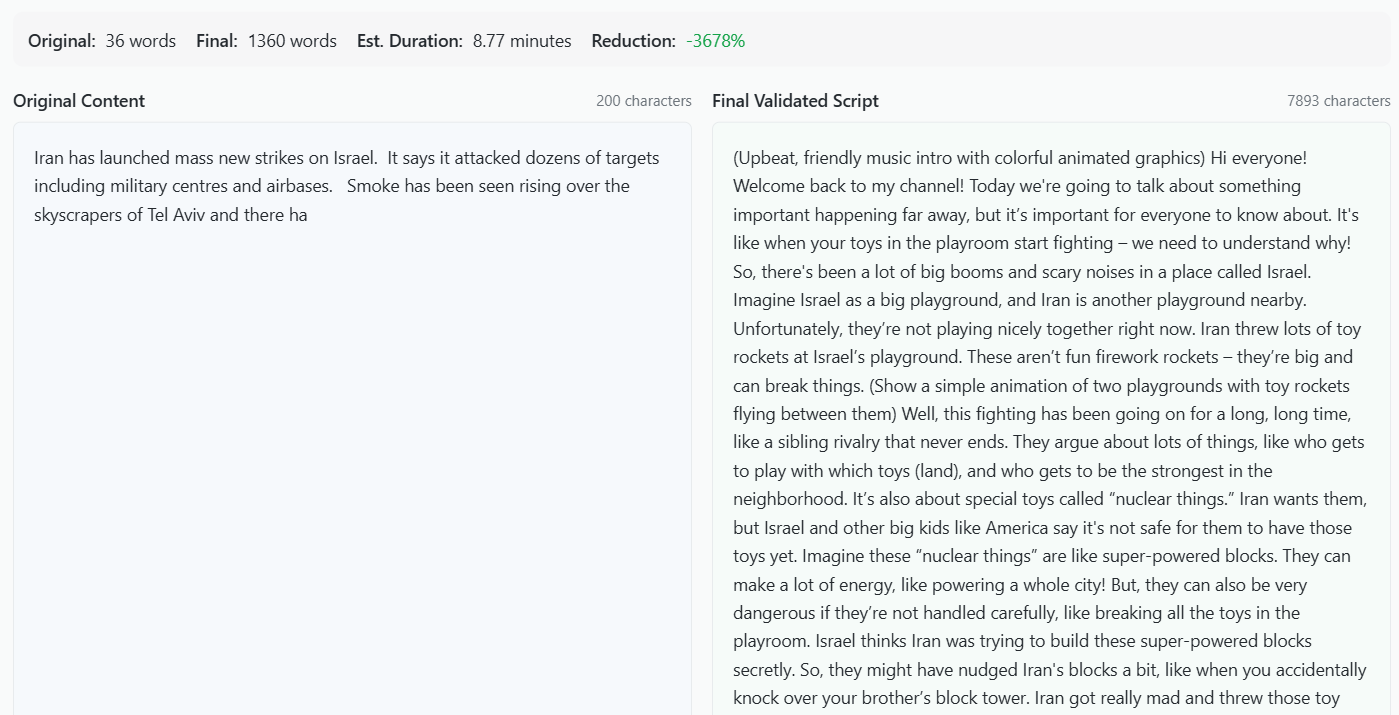 Original: 36 words Final: 1360 words Est. Duration: 8.77 minutes Reduction: -3678%
Original Content 200 characters
Iran has launched mass new strikes on Israel.  It says it attacked dozens of targets
including military centres and airbases.   Smoke has been seen rising over the
skyscrapers of Tel Aviv and there ha
Final Validated Script 7893 characters
(Upbeat, friendly music intro with colorful animated graphics) Hi everyone!
Welcome back to my channel! Today we're going to talk about something
important happening far away, but it’s important for everyone to know about. It's
like when your toys in the playroom start fighting – we need to understand why!
So, there's been a lot of big booms and scary noises in a place called Israel.
Imagine Israel as a big playground, and Iran is another playground nearby.
Unfortunately, they’re not playing nicely together right now. Iran threw lots of toy
rockets at Israel’s playground. These aren’t fun firework rockets – they’re big and
can break things. (Show a simple animation of two playgrounds with toy rockets
flying between them) Well, this fighting has been going on for a long, long time,
like a sibling rivalry that never ends. They argue about lots of things, like who gets
to play with which toys (land), and who gets to be the strongest in the
neighborhood. It’s also about special toys called “nuclear things.” Iran wants them,
but Israel and other big kids like America say it's not safe for them to have those
toys yet. Imagine these “nuclear things” are like super-powered blocks. They can
make a lot of energy, like powering a whole city! But, they can also be very
dangerous if they’re not handled carefully, like breaking all the toys in the
playroom. Israel thinks Iran was trying to build these super-powered blocks
secretly. So, they might have nudged Iran's blocks a bit, like when you accidentally
knock over your brother’s block tower. Iran got really mad and threw those toy